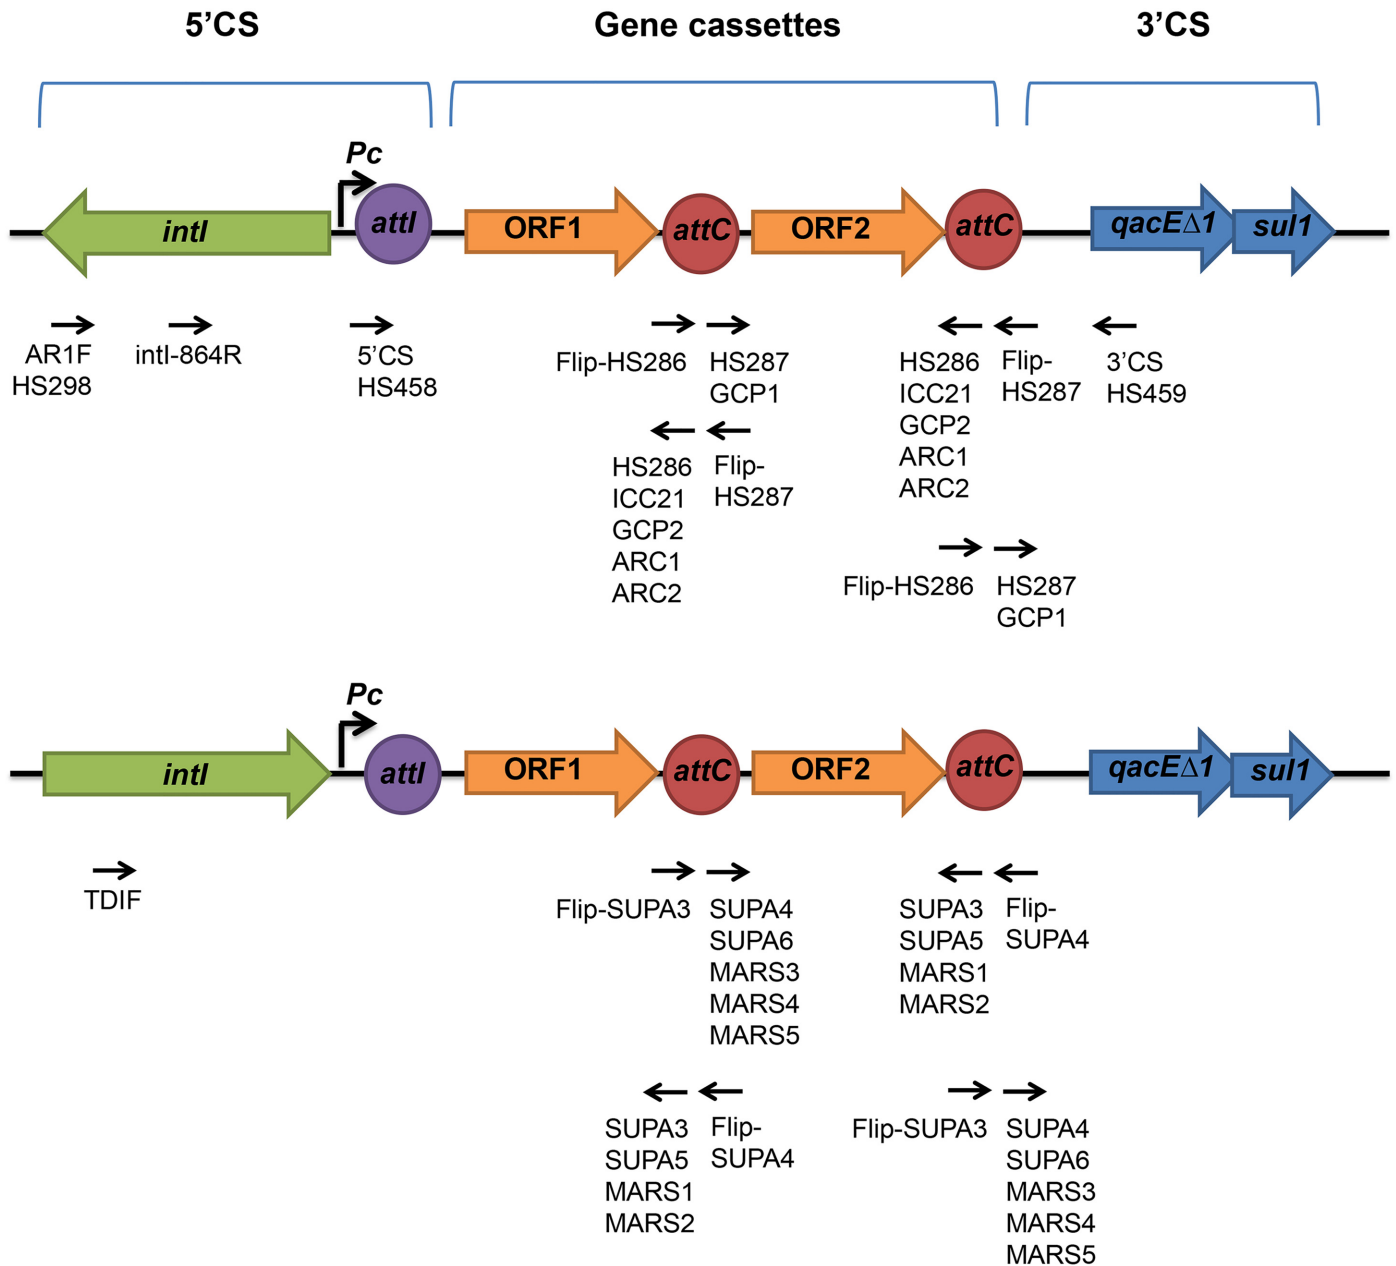 5’CS
Gene cassettes
3’CS
Pc
intI
attI
ORF1
attC
ORF2
attC
qacEΔ1
sul1
AR1F
HS298
intI-864R
5’CS
HS458
Flip-HS286
HS287
GCP1
HS286
ICC21
GCP2
ARC1
ARC2
Flip-
HS287
3’CS
HS459
HS286
ICC21
GCP2
ARC1
ARC2
Flip-
HS287
Flip-HS286
HS287
GCP1
Pc
intI
attI
ORF1
attC
ORF2
attC
qacEΔ1
sul1
TDIF
Flip-SUPA3
SUPA4
SUPA6
MARS3
MARS4
MARS5
SUPA3
SUPA5
MARS1
MARS2
Flip-
SUPA4
SUPA3
SUPA5
MARS1
MARS2
Flip-
SUPA4
Flip-SUPA3
SUPA4
SUPA6
MARS3
MARS4
MARS5